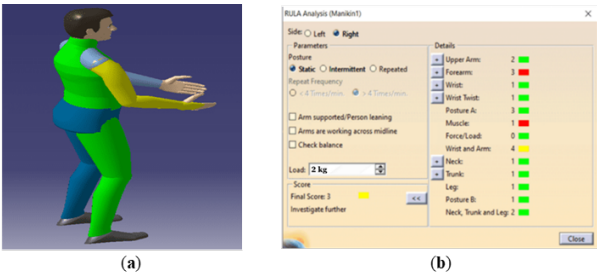 RULA Analysis (Manikin1)
Side: Left Right
Parameters
Posture
Static Intermittent Repeated
Repeat Frequency
< 4 Times/min. > 4 Times/min.
Arm supported/Person leaning
Arms are working across midline
Check balance
Load: 2 kg
Score
Final Score: 3
Investigate further
<<
Details
Upper Arm: 2
Forearm: 3
Wrist: 1
Wrist Twist: 1
Posture A: 3
Muscle: 1
Force/Load: 0
Wrist and Arm: 4
Neck: 1
Trunk: 1
Leg: 1
Posture B: 1
Neck, Trunk and Leg: 2
Close
(a)
(b)